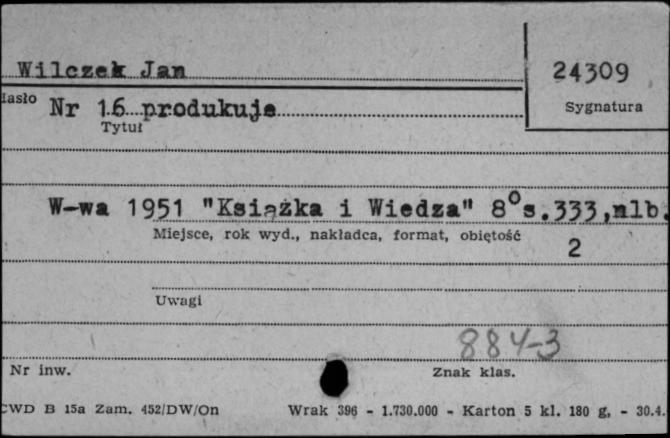 Wilczek Jan
24309
Hasło
Sygnatura
Nr 16 produkuje
Tytuł
W-wa 1951 "Książka i Wiedza" 8° s.333,nlb.
Miejsce, rok wyd., nakładca, format, objętość
2
Uwagi
884-3
Nr inw.
Znak klas.
CWD B 15a Zam. 452/DW/On
Wrak 396 - 1.730.000 - Karton 5 kl. 180 g, - 30.4.